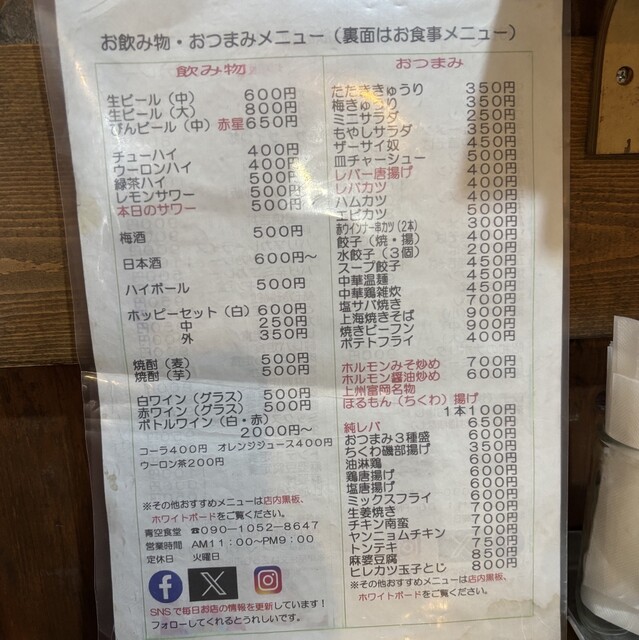 お飲み物・おつまみメニュー（裏面はお食事メニュー）
飲み物
生ビール（中） 600円
生ビール（大） 800円
びんビール（中）赤星650円
チューハイ 400円
ウーロンハイ 400円
緑茶ハイ 500円
レモンサワー 500円
本日のサワー 500円
梅酒 500円
日本酒 600円～
ハイボール 500円
ホッピーセット（白）600円
中 250円
外 350円
焼酎（麦） 500円
焼酎（芋） 500円
白ワイン（グラス） 500円
赤ワイン（グラス） 500円
ボトルワイン（白・赤）
2000円～
コーラ400円 オレンジジュース400円
ウーロン茶200円
※その他おすすめメニューは店内黒板、
ホワイトボードをご覧ください。
青空食堂 ☎090-1052-8647
営業時間 AM11：00～PM9：00
定休日 火曜日
SNSで毎日お店の情報を更新しています！
フォローしてくれるとうれしいです。
おつまみ
たたききゅうり 350円
梅きゅうり 350円
ミニサラダ 250円
もやしサラダ 350円
ザーサイ奴 450円
皿チャーシュー 500円
レバー唐揚げ 400円
レバカツ 400円
ハムカツ 400円
エビカツ 500円
赤ウインナー串カツ（2本） 300円
餃子（焼・揚） 400円
水餃子（3個） 200円
スープ餃子 450円
中華温麺 450円
中華鶏雑炊 450円
塩サバ焼き 700円
上海焼きそば 900円
焼きビーフン 900円
ポテトフライ 400円
ホルモンみそ炒め 700円
ホルモン醤油炒め 600円
上州富岡名物
ほるもん（ちくわ）揚げ
1本100円
純レバ 650円
おつまみ3種盛 600円
ちくわ磯部揚げ 350円
油淋鶏 600円
鶏唐揚げ 600円
塩唐揚げ 600円
ミックスフライ 600円
生姜焼き 700円
チキン南蛮 700円
ヤンニョムチキン 700円
トンテキ 750円
麻婆豆腐 850円
ヒレカツ玉子とじ 800円
※その他おすすめメニューは店内黒板、
ホワイトボードをご覧ください。